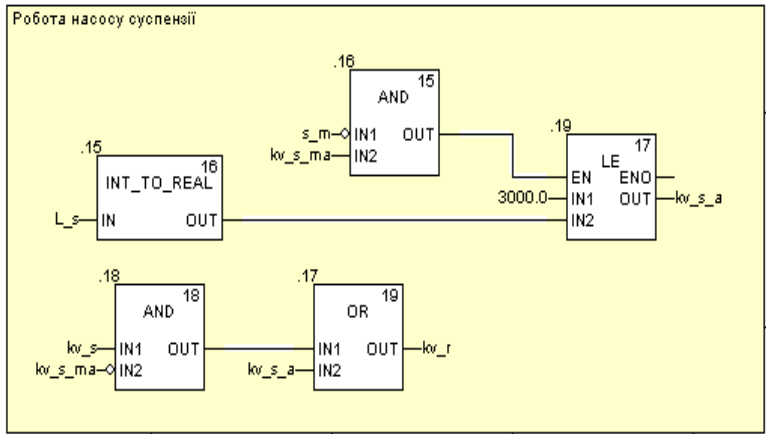 Робота насосу суспензії
.16
15
AND
s_m IN1 OUT
kv_s_ma IN2
.19
17
LE
EN ENO
3000.0 IN1 OUT kv_s_a
IN2
.15
16
INT_TO_REAL
L_s IN OUT
.18
18
AND
kv_s IN1 OUT
kv_s_ma IN2
.17
19
OR
IN1 OUT kv_r
kv_s_a IN2